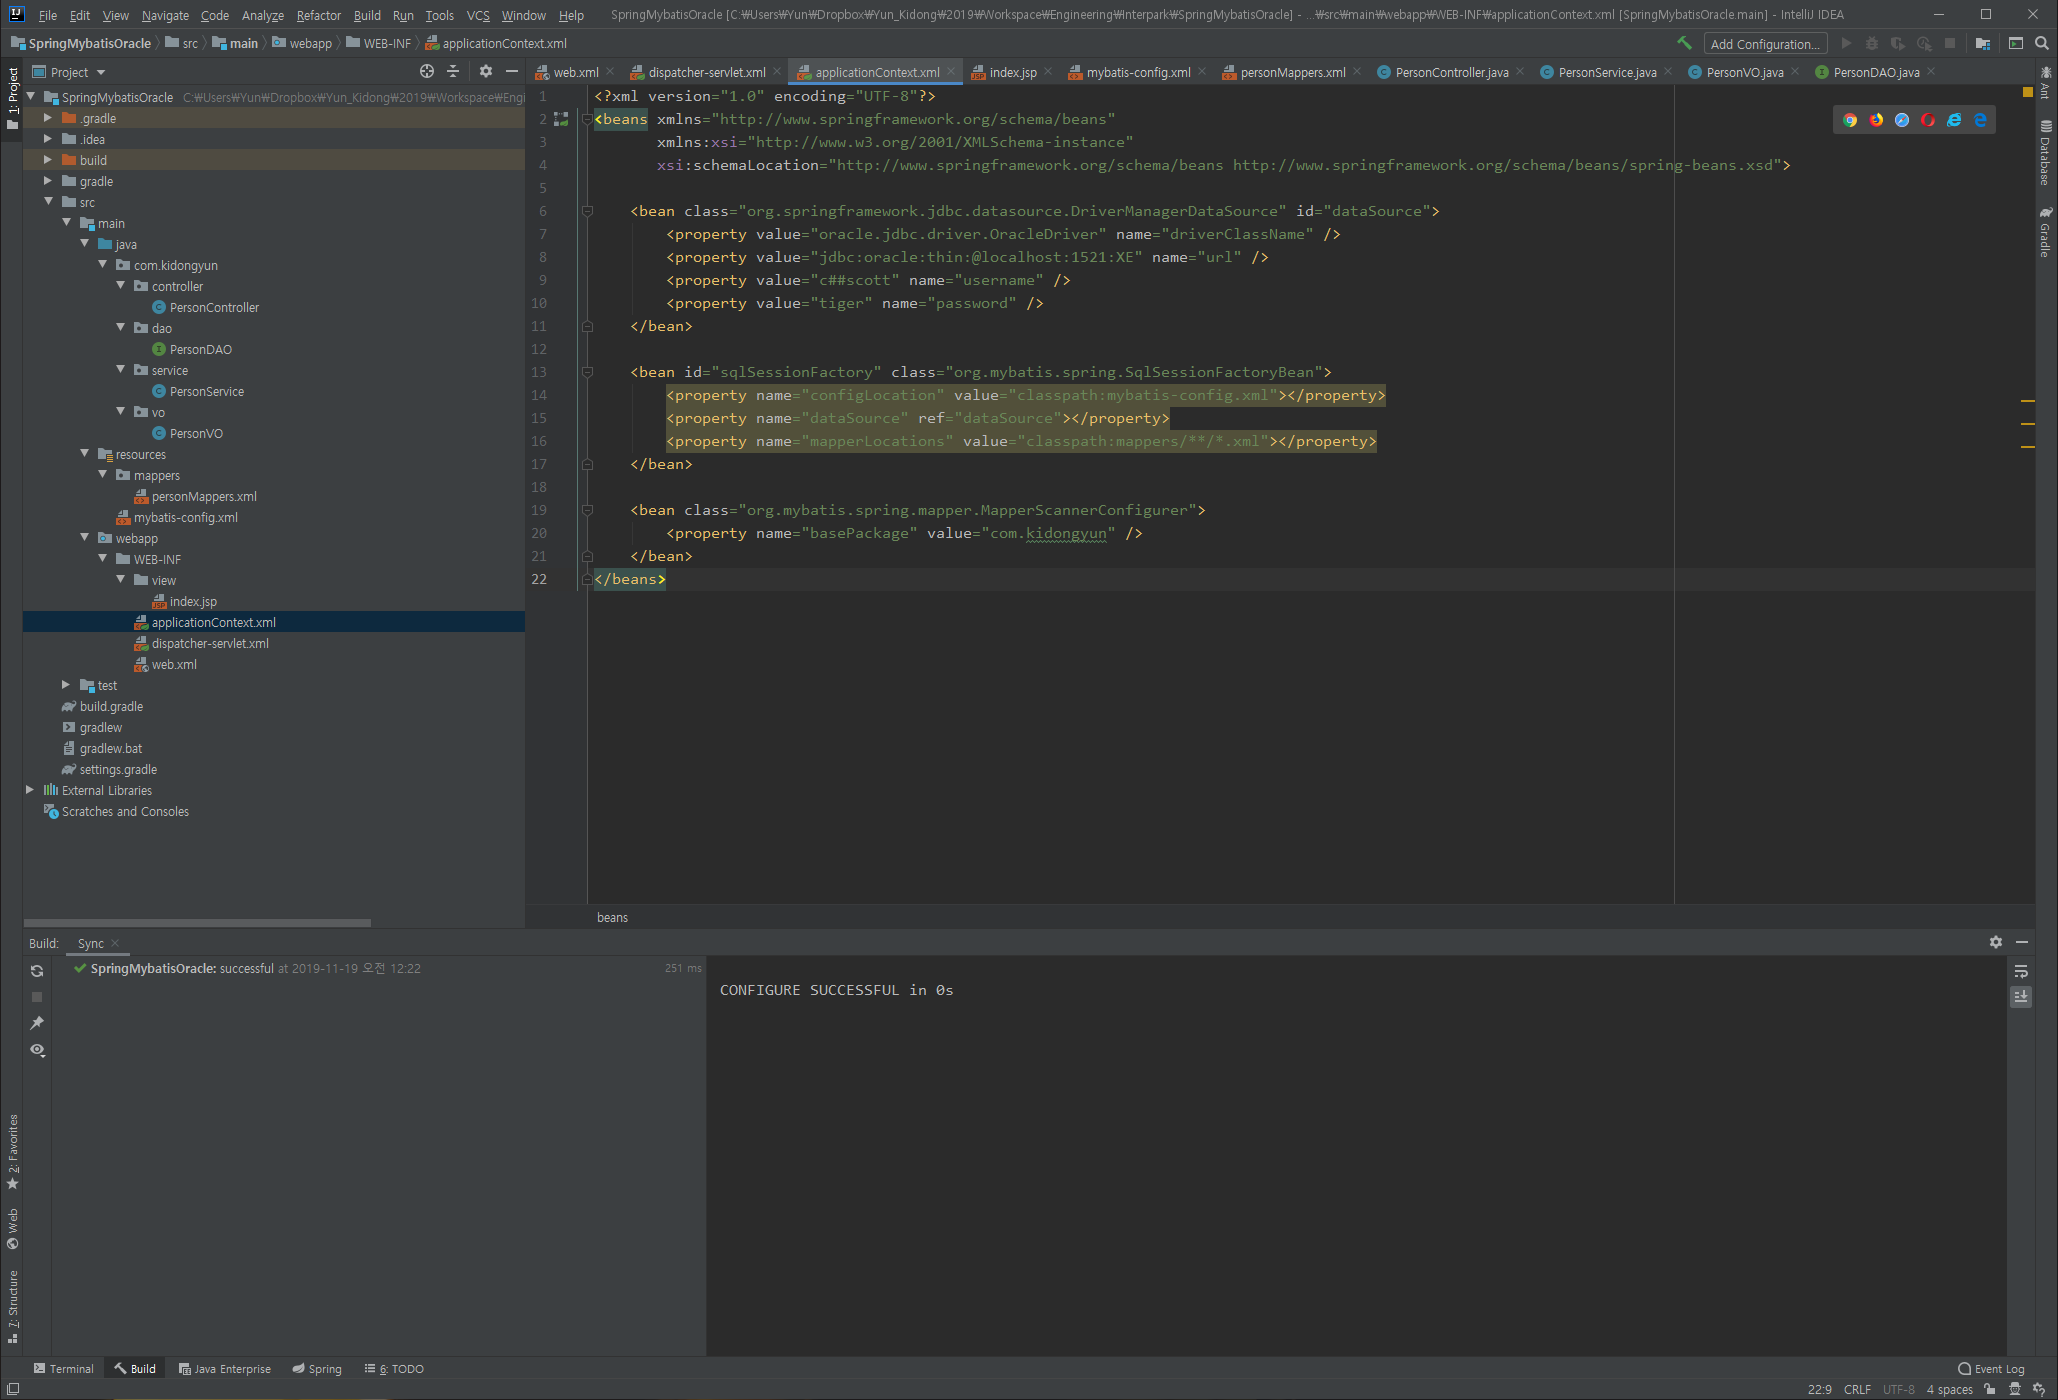 File Edit View Navigate Code Analyze Refactor Build Run Tools VCS Window Help SpringMybatisOracle [C:₩Users₩Yun₩Dropbox₩Yun_Kidong₩2019₩Workspace₩Engineering₩Interpark₩SpringMybatisOracle] - ...₩src₩main₩webapp₩WEB-INF₩applicationContext.xml [SpringMybatisOracle.main] - IntelliJ IDEA
SpringMybatisOracle src main webapp WEB-INF applicationContext.xml Add Configuration...
Project
web.xml dispatcher-servlet.xml applicationContext.xml index.jsp mybatis-config.xml personMappers.xml PersonController.java PersonService.java PersonVO.java PersonDAO.java
1: Project
SpringMybatisOracle C:₩Users₩Yun₩Dropbox₩Yun_Kidong₩2019₩Workspace₩Engi
.gradle
.idea
build
gradle
src
main
java
com.kidongyun
controller
PersonController
dao
PersonDAO
service
PersonService
vo
PersonVO
resources
mappers
personMappers.xml
mybatis-config.xml
webapp
WEB-INF
view
index.jsp
applicationContext.xml
dispatcher-servlet.xml
web.xml
test
build.gradle
gradlew
gradlew.bat
settings.gradle
External Libraries
Scratches and Consoles
1 <?xml version="1.0" encoding="UTF-8"?>
2 <beans xmlns="http://www.springframework.org/schema/beans"
3 xmlns:xsi="http://www.w3.org/2001/XMLSchema-instance"
4 xsi:schemaLocation="http://www.springframework.org/schema/beans http://www.springframework.org/schema/beans/spring-beans.xsd">
5
6 <bean class="org.springframework.jdbc.datasource.DriverManagerDataSource" id="dataSource">
7 <property value="oracle.jdbc.driver.OracleDriver" name="driverClassName" />
8 <property value="jdbc:oracle:thin:@localhost:1521:XE" name="url" />
9 <property value="c##scott" name="username" />
10 <property value="tiger" name="password" />
11 </bean>
12
13 <bean id="sqlSessionFactory" class="org.mybatis.spring.SqlSessionFactoryBean">
14 <property name="configLocation" value="classpath:mybatis-config.xml"></property>
15 <property name="dataSource" ref="dataSource"></property>
16 <property name="mapperLocations" value="classpath:mappers/**/*.xml"></property>
17 </bean>
18
19 <bean class="org.mybatis.spring.mapper.MapperScannerConfigurer">
20 <property name="basePackage" value="com.kidongyun" />
21 </bean>
22 </beans>
beans
Ant
Database
Gradle
Build: Sync
SpringMybatisOracle: successful at 2019-11-19 오전 12:22 251 ms
CONFIGURE SUCCESSFUL in 0s
2: Favorites
Web
7: Structure
Terminal Build Java Enterprise Spring 6: TODO Event Log
22:9 CRLF UTF-8 4 spaces